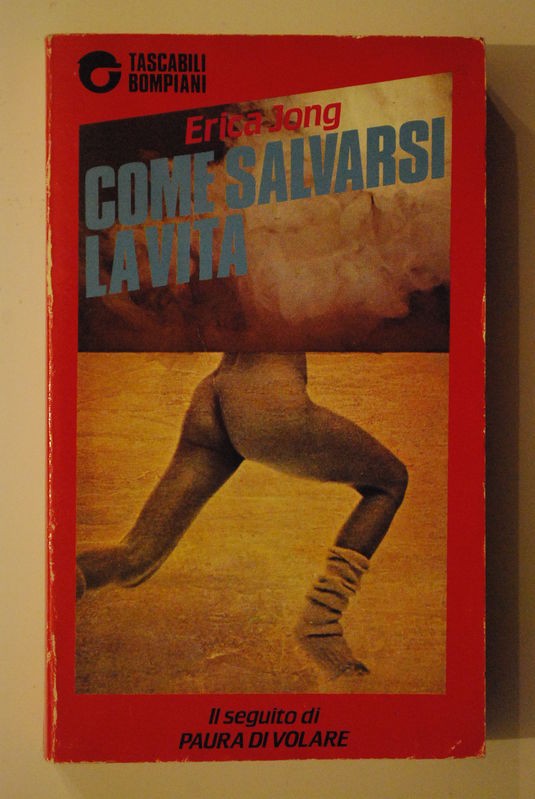 TASCABILI
BOMPIANI
Erica Jong
COME SALVARSI
LA VITA
Il seguito di
PAURA DI VOLARE